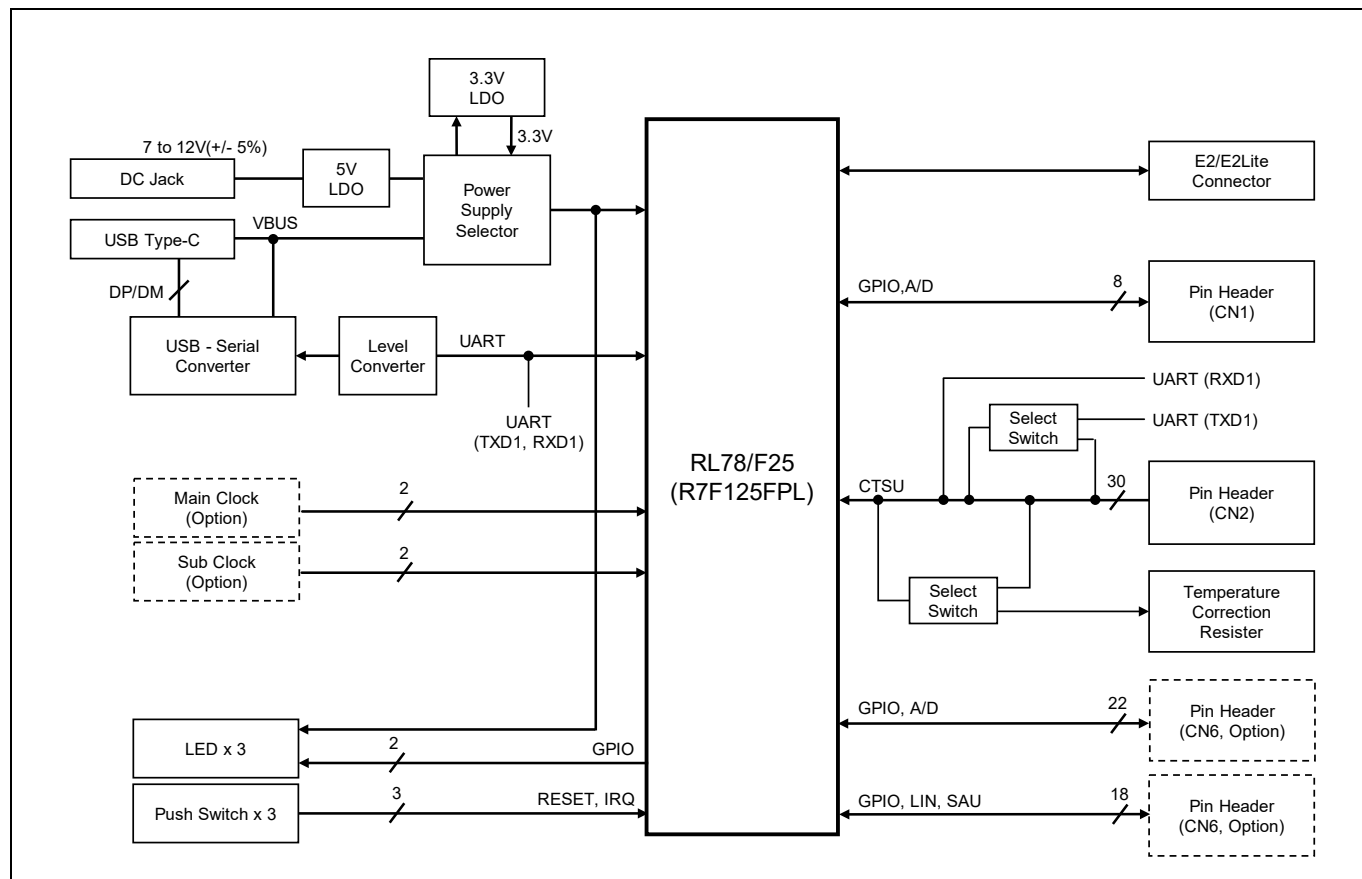 3.3V
LDO
3.3V
7 to 12V(+/- 5%)
DC Jack
5V
LDO
Power
Supply
Selector
VBUS
USB Type-C
DP/DM
USB - Serial
Converter
Level
Converter
UART
UART
(TXD1, RXD1)
Main Clock
(Option)
2
Sub Clock
(Option)
2
LED x 3
2
GPIO
Push Switch x 3
3
RESET, IRQ
RL78/F25
(R7F125FPL)
E2/E2Lite
Connector
GPIO,A/D
8
Pin Header
(CN1)
UART (RXD1)
Select
Switch
UART (TXD1)
CTSU
30
Pin Header
(CN2)
Select
Switch
Temperature
Correction
Resister
GPIO, A/D
22
Pin Header
(CN6, Option)
GPIO, LIN, SAU
18
Pin Header
(CN6, Option)